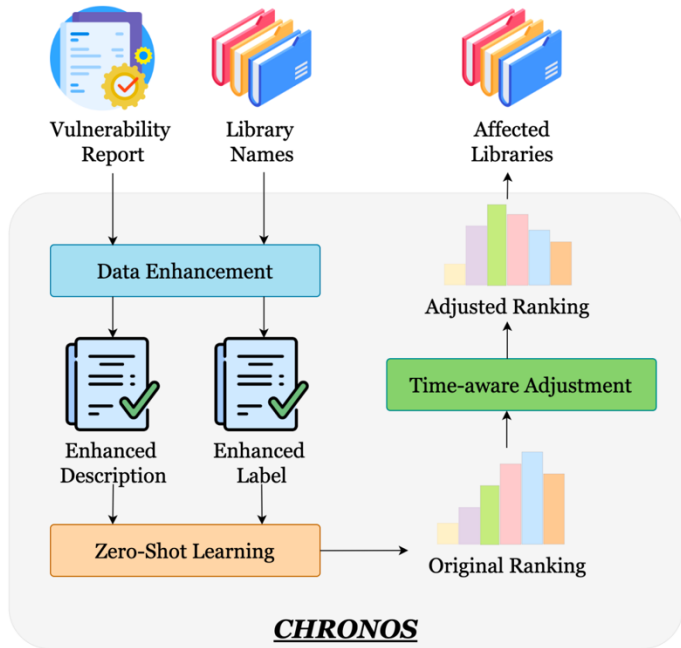 Vulnerability
Report
Library
Names
Affected
Libraries
Data Enhancement
Adjusted Ranking
Time-aware Adjustment
Enhanced
Description
Enhanced
Label
Zero-Shot Learning
Original Ranking
CHRONOS